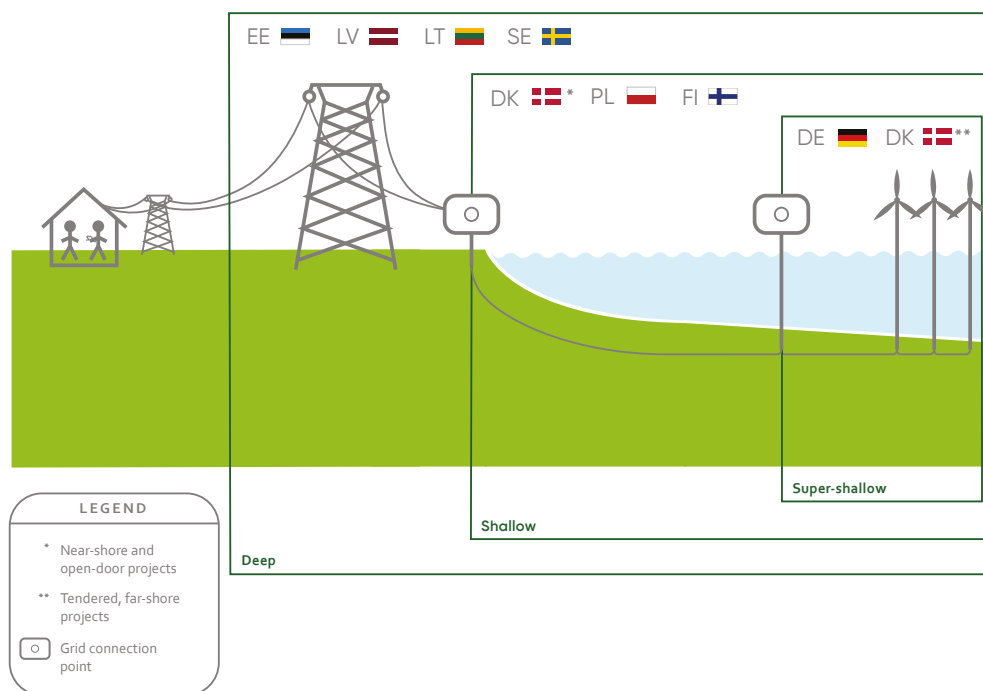 EE LV LT SE
DK * PL FI
DE DK **
Super-shallow
Shallow
Deep
LEGEND
* Near-shore and
open-door projects
** Tendered, far-shore
projects
Grid connection
point